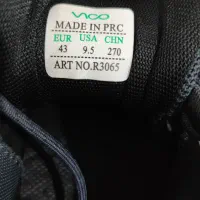 VICO
MADE IN PRC
EUR USA CHN
43 9.5 270
ART NO.R3065